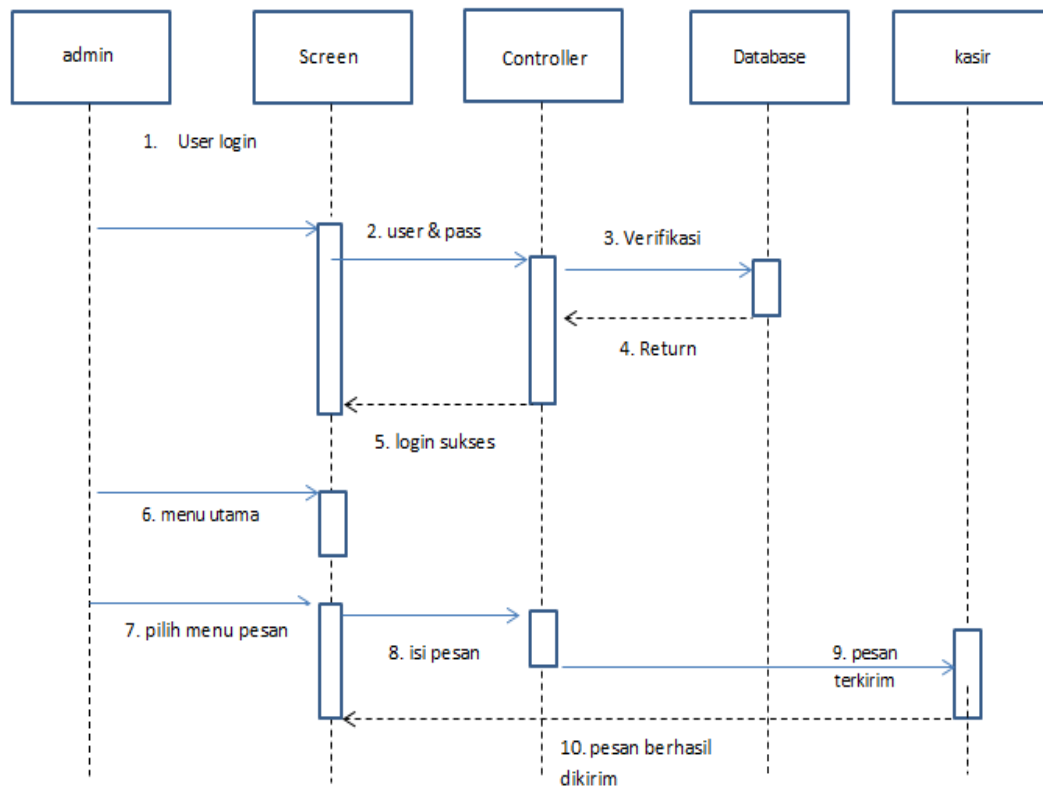 admin
Screen
Controller
Database
kasir
1. User login
2. user & pass
3. Verifikasi
4. Return
5. login sukses
6. menu utama
7. pilih menu pesan
8. isi pesan
9. pesan
terkirim
10. pesan berhasil
dikirim